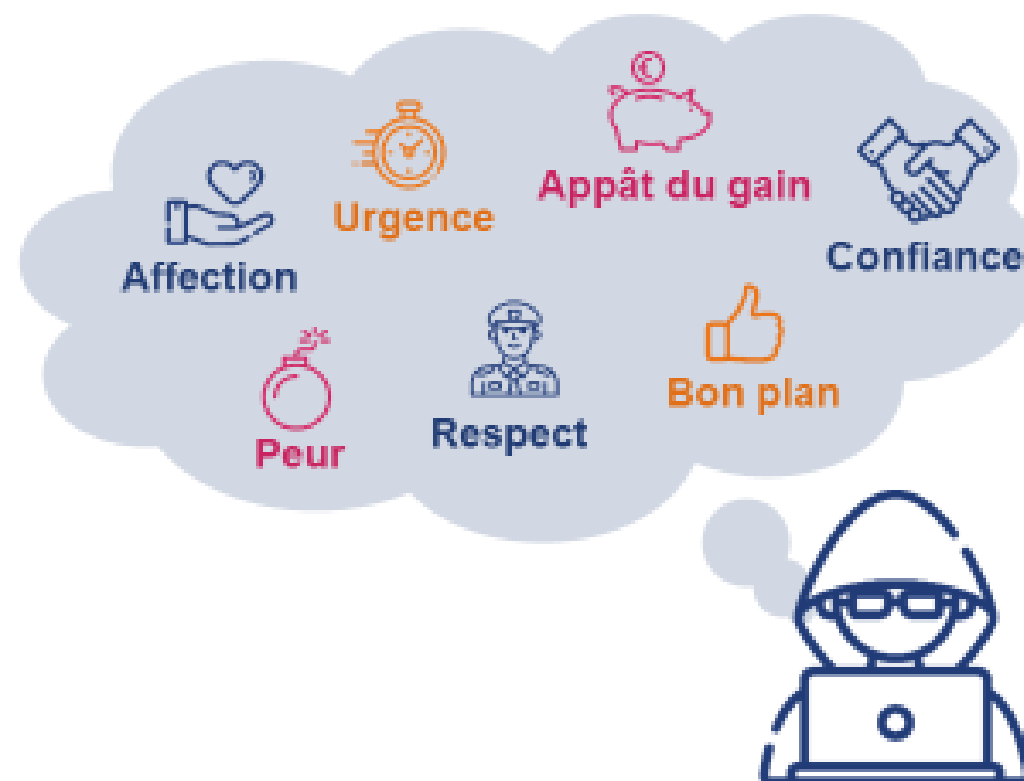 Appât du gain
Urgence
Confiance
Affection
Bon plan
Respect
Peur